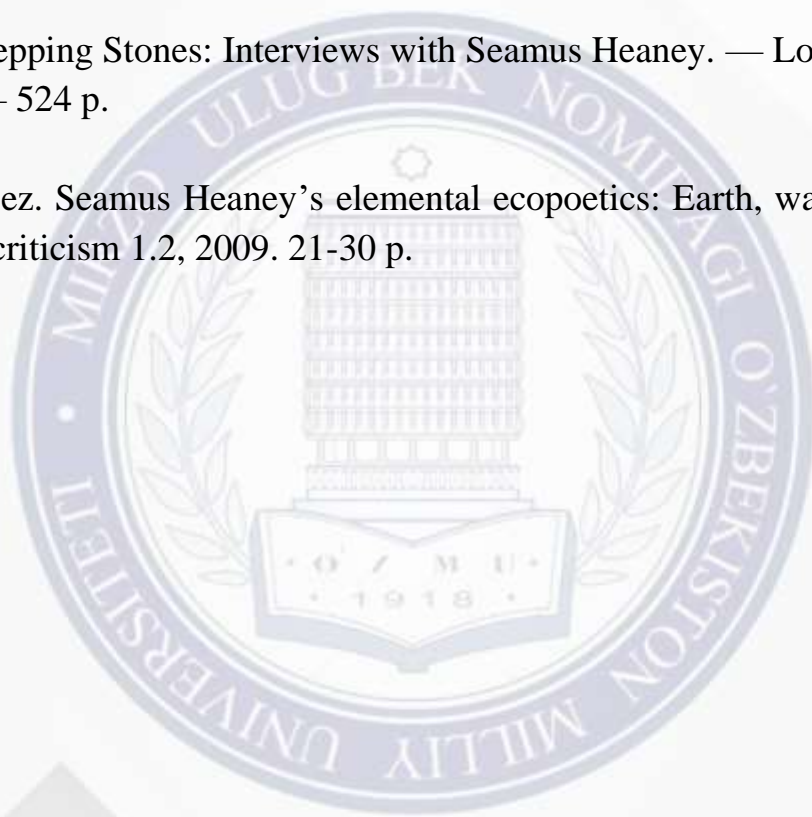 epping Stones: Interviews with Seamus Heaney. — Lo
– 524 p.
ez. Seamus Heaney’s elemental ecopoetics: Earth, wa
criticism 1.2, 2009. 21-30 p.
MIRZO ULUG‘BEK NOMIDAGI O‘ZBEKISTON MILLIY UNIVERSITETI
• O‘ Z M U •
• 1918 •